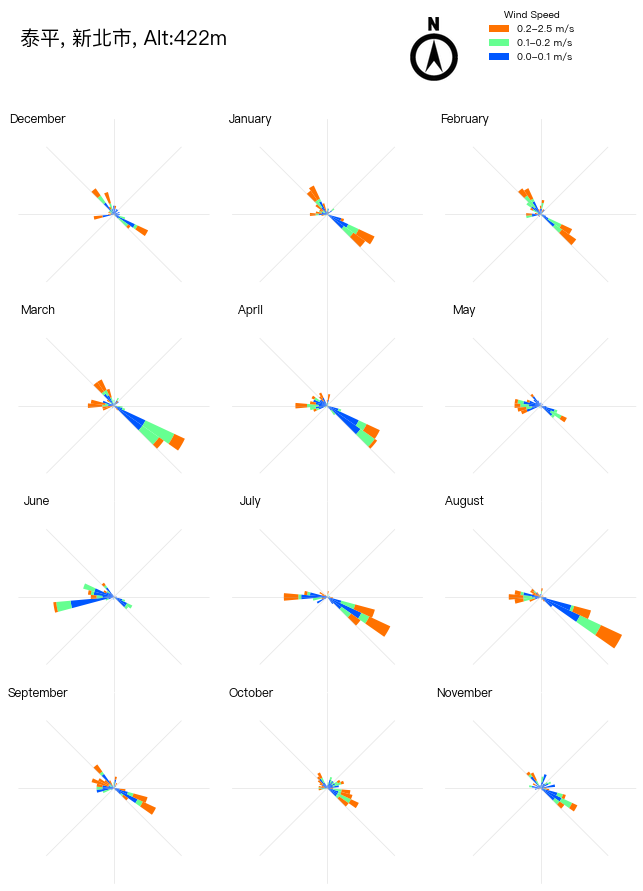 泰平, 新北市, Alt:422m
N
Wind Speed
0.2-2.5 m/s
0.1-0.2 m/s
0.0-0.1 m/s
December
January
February
March
April
May
June
July
August
September
October
November